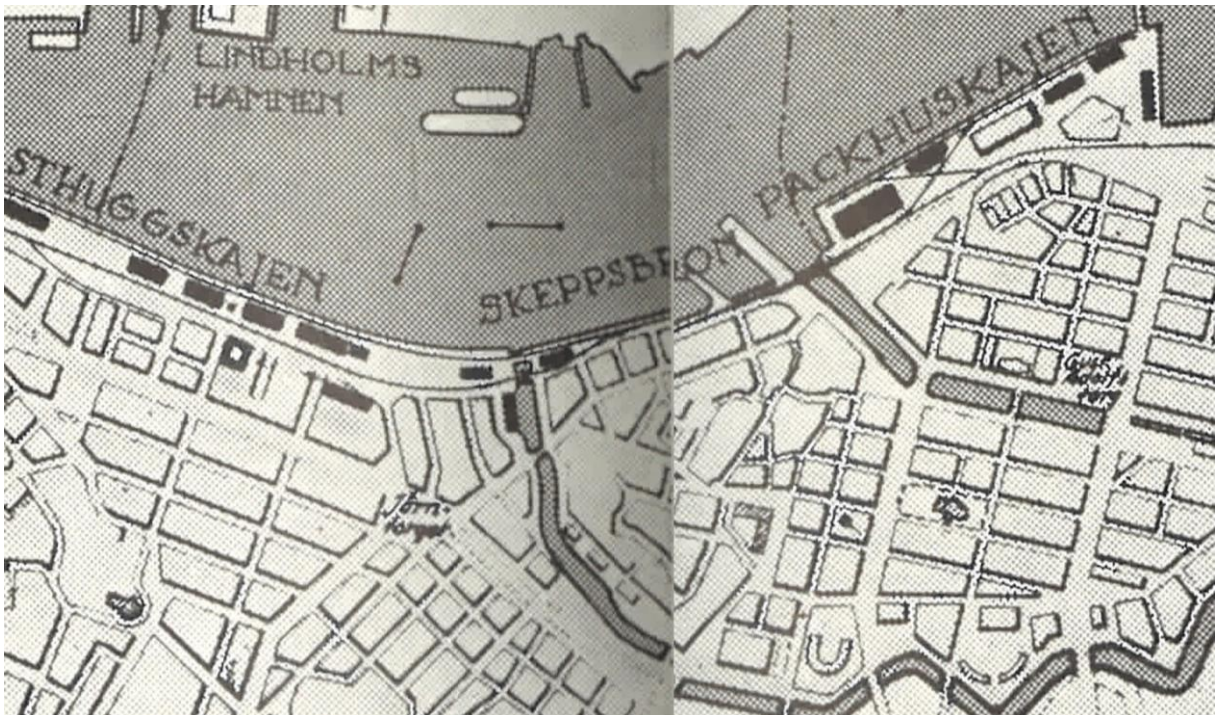 LINDHOLMS
HAMNEN
STHUGGSKAJEN
SKEPPSBRON
PACKHUSKAJEN
Järn-
torget